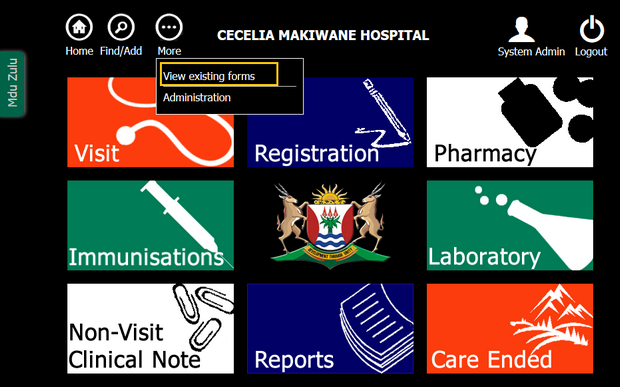 CECELIA MAKIWANE HOSPITAL
Home
Find/Add
More
System Admin
Logout
Mdu Zulu
View existing forms
Administration
Visit
Registration
Pharmacy
Immunisations
Laboratory
Non-Visit
Clinical Note
Reports
Care Ended